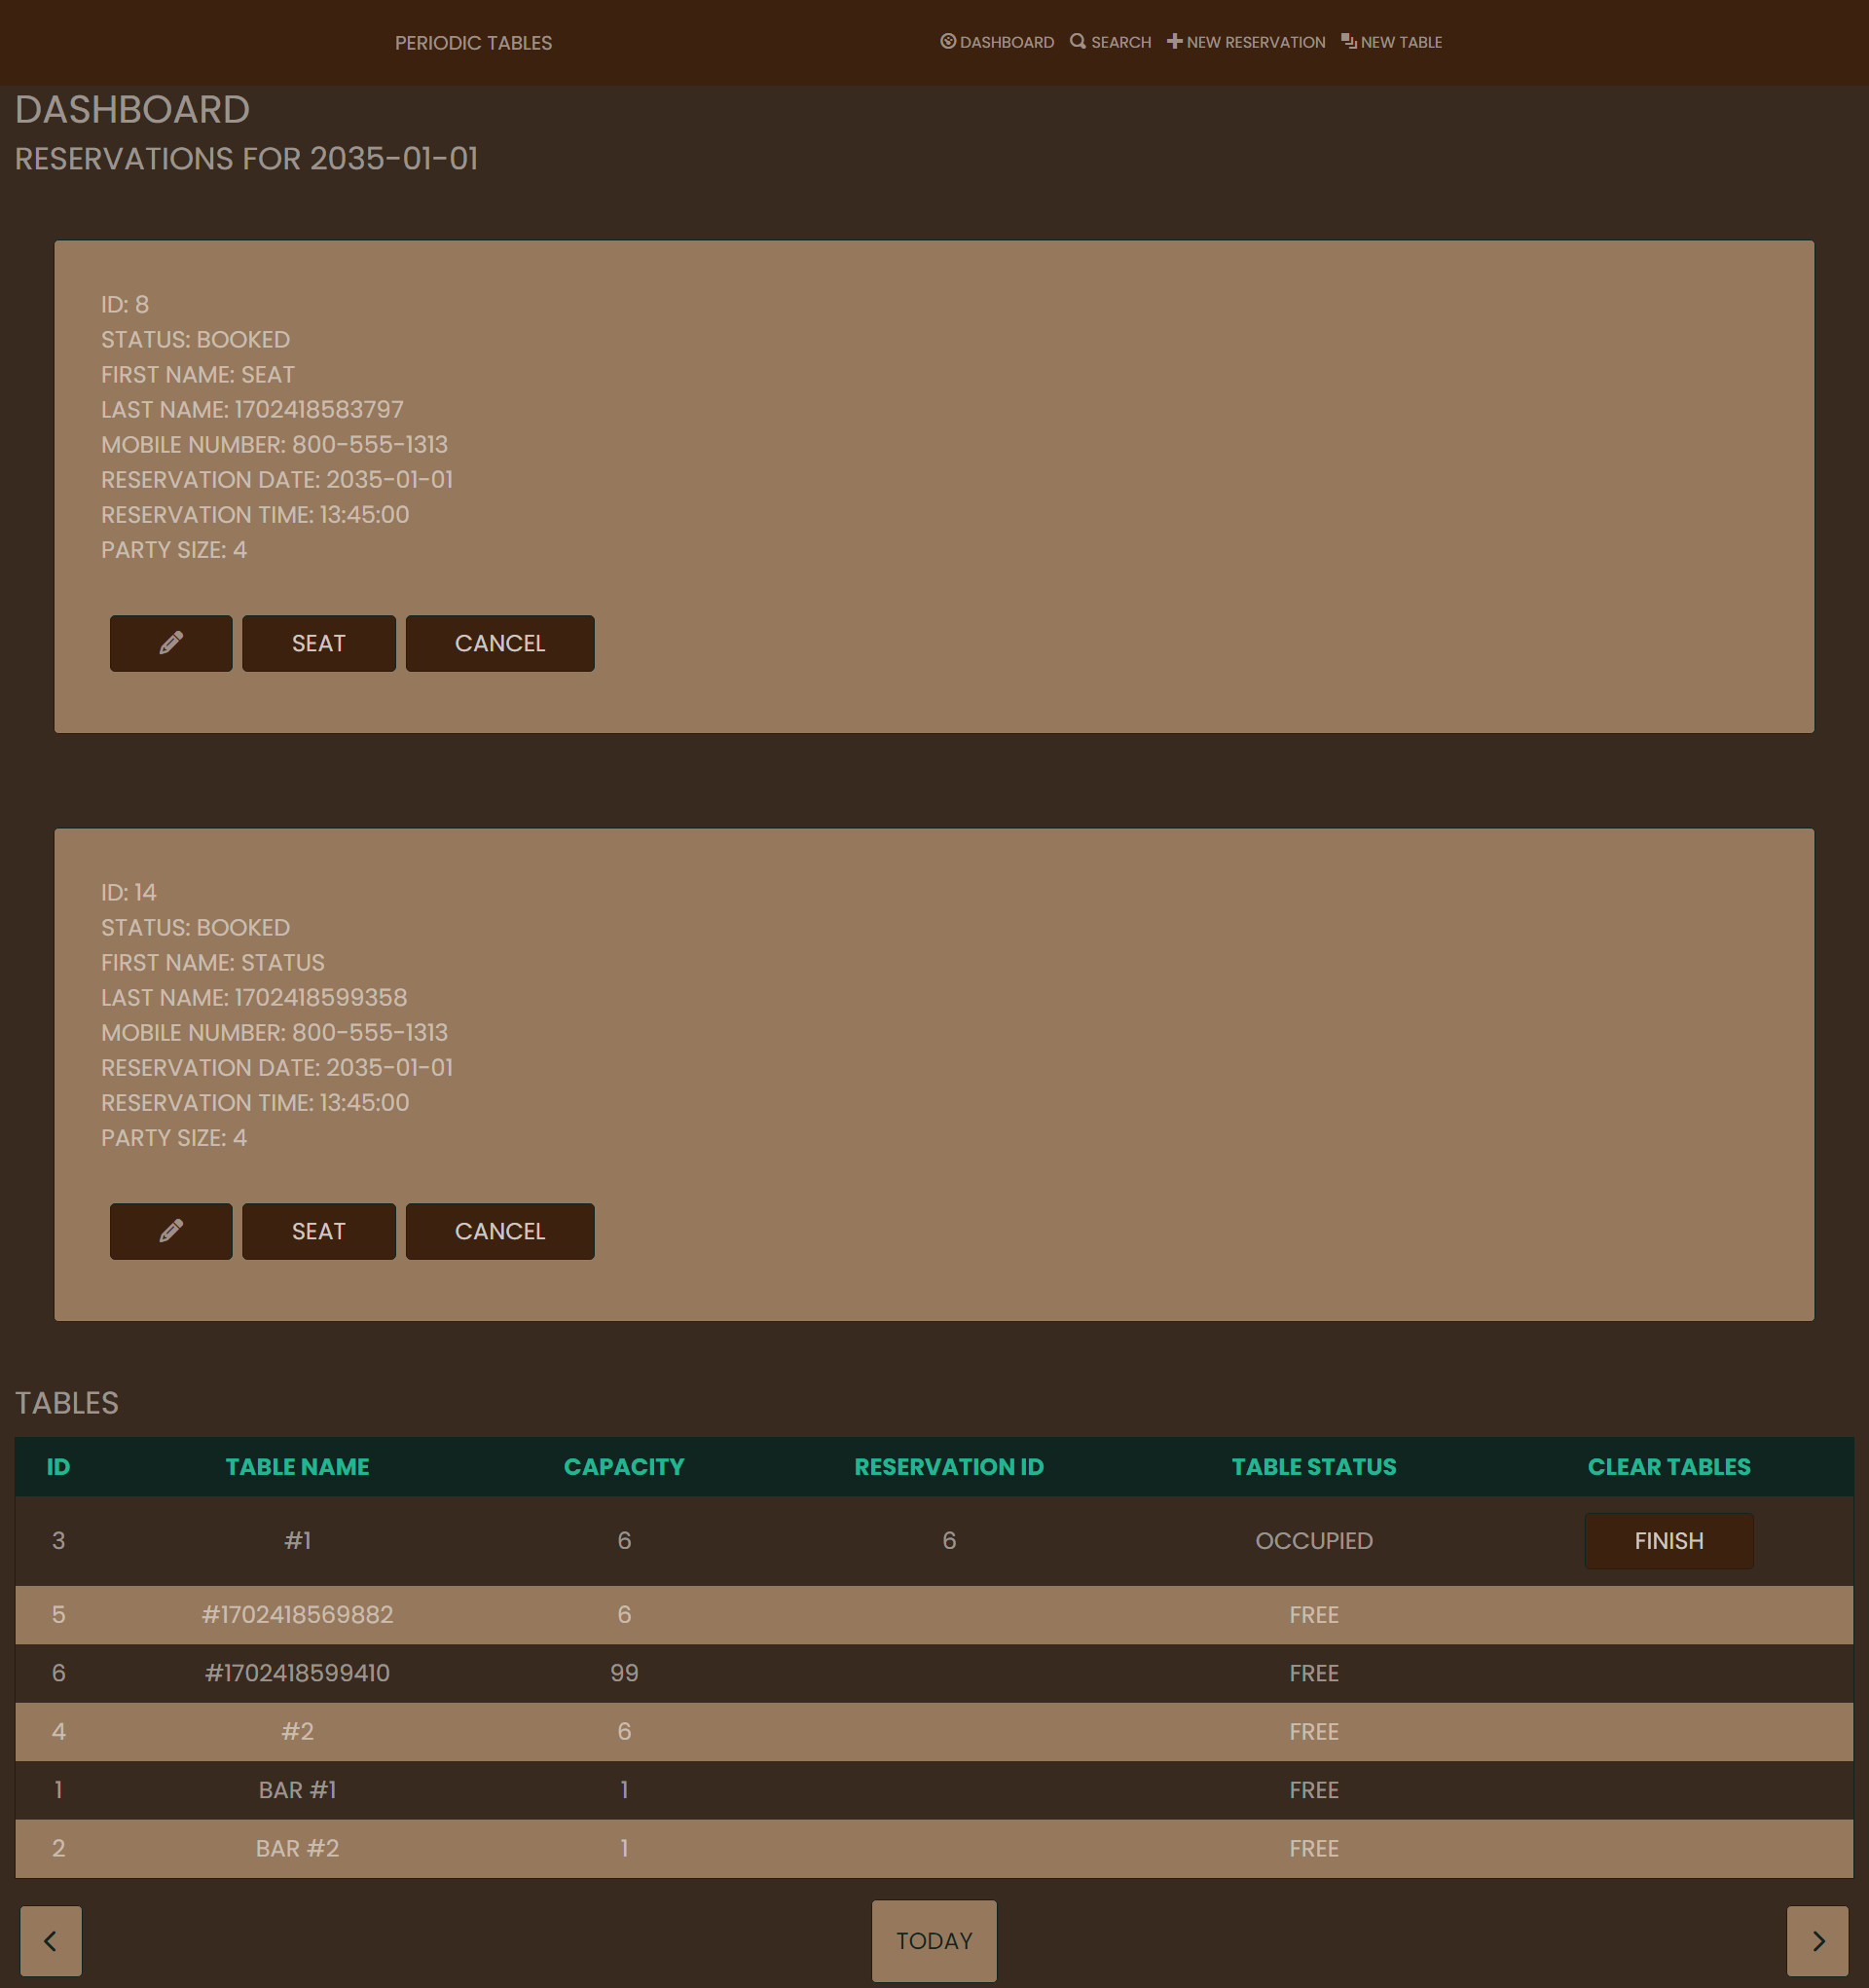 PERIODIC TABLES
DASHBOARD SEARCH NEW RESERVATION NEW TABLE
DASHBOARD
RESERVATIONS FOR 2035-01-01
ID: 8
STATUS: BOOKED
FIRST NAME: SEAT
LAST NAME: 1702418583797
MOBILE NUMBER: 800-555-1313
RESERVATION DATE: 2035-01-01
RESERVATION TIME: 13:45:00
PARTY SIZE: 4
SEAT CANCEL
ID: 14
STATUS: BOOKED
FIRST NAME: STATUS
LAST NAME: 1702418599358
MOBILE NUMBER: 800-555-1313
RESERVATION DATE: 2035-01-01
RESERVATION TIME: 13:45:00
PARTY SIZE: 4
SEAT CANCEL
TABLES
ID TABLE NAME CAPACITY RESERVATION ID TABLE STATUS CLEAR TABLES
3 #1 6 6 OCCUPIED FINISH
5 #1702418569882 6 FREE
6 #1702418599410 99 FREE
4 #2 6 FREE
1 BAR #1 1 FREE
2 BAR #2 1 FREE
TODAY